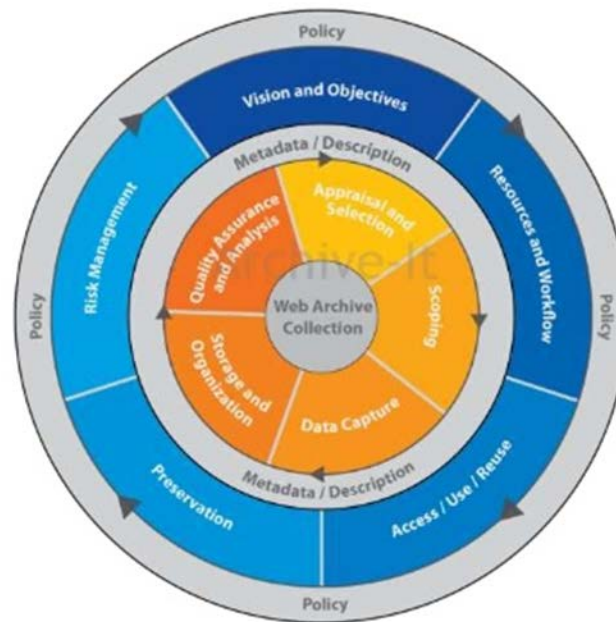 Policy
Vision and Objectives
Metadata / Description
Appraisal and
Selection
Quality Assurance
and Analysis
Resources and Workflow
Risk Management
Archive-It
Policy
Web Archive
Collection
Scoping
Policy
Storage and
Organization
Data Capture
Metadata / Description
Preservation
Access / Use / Reuse
Policy